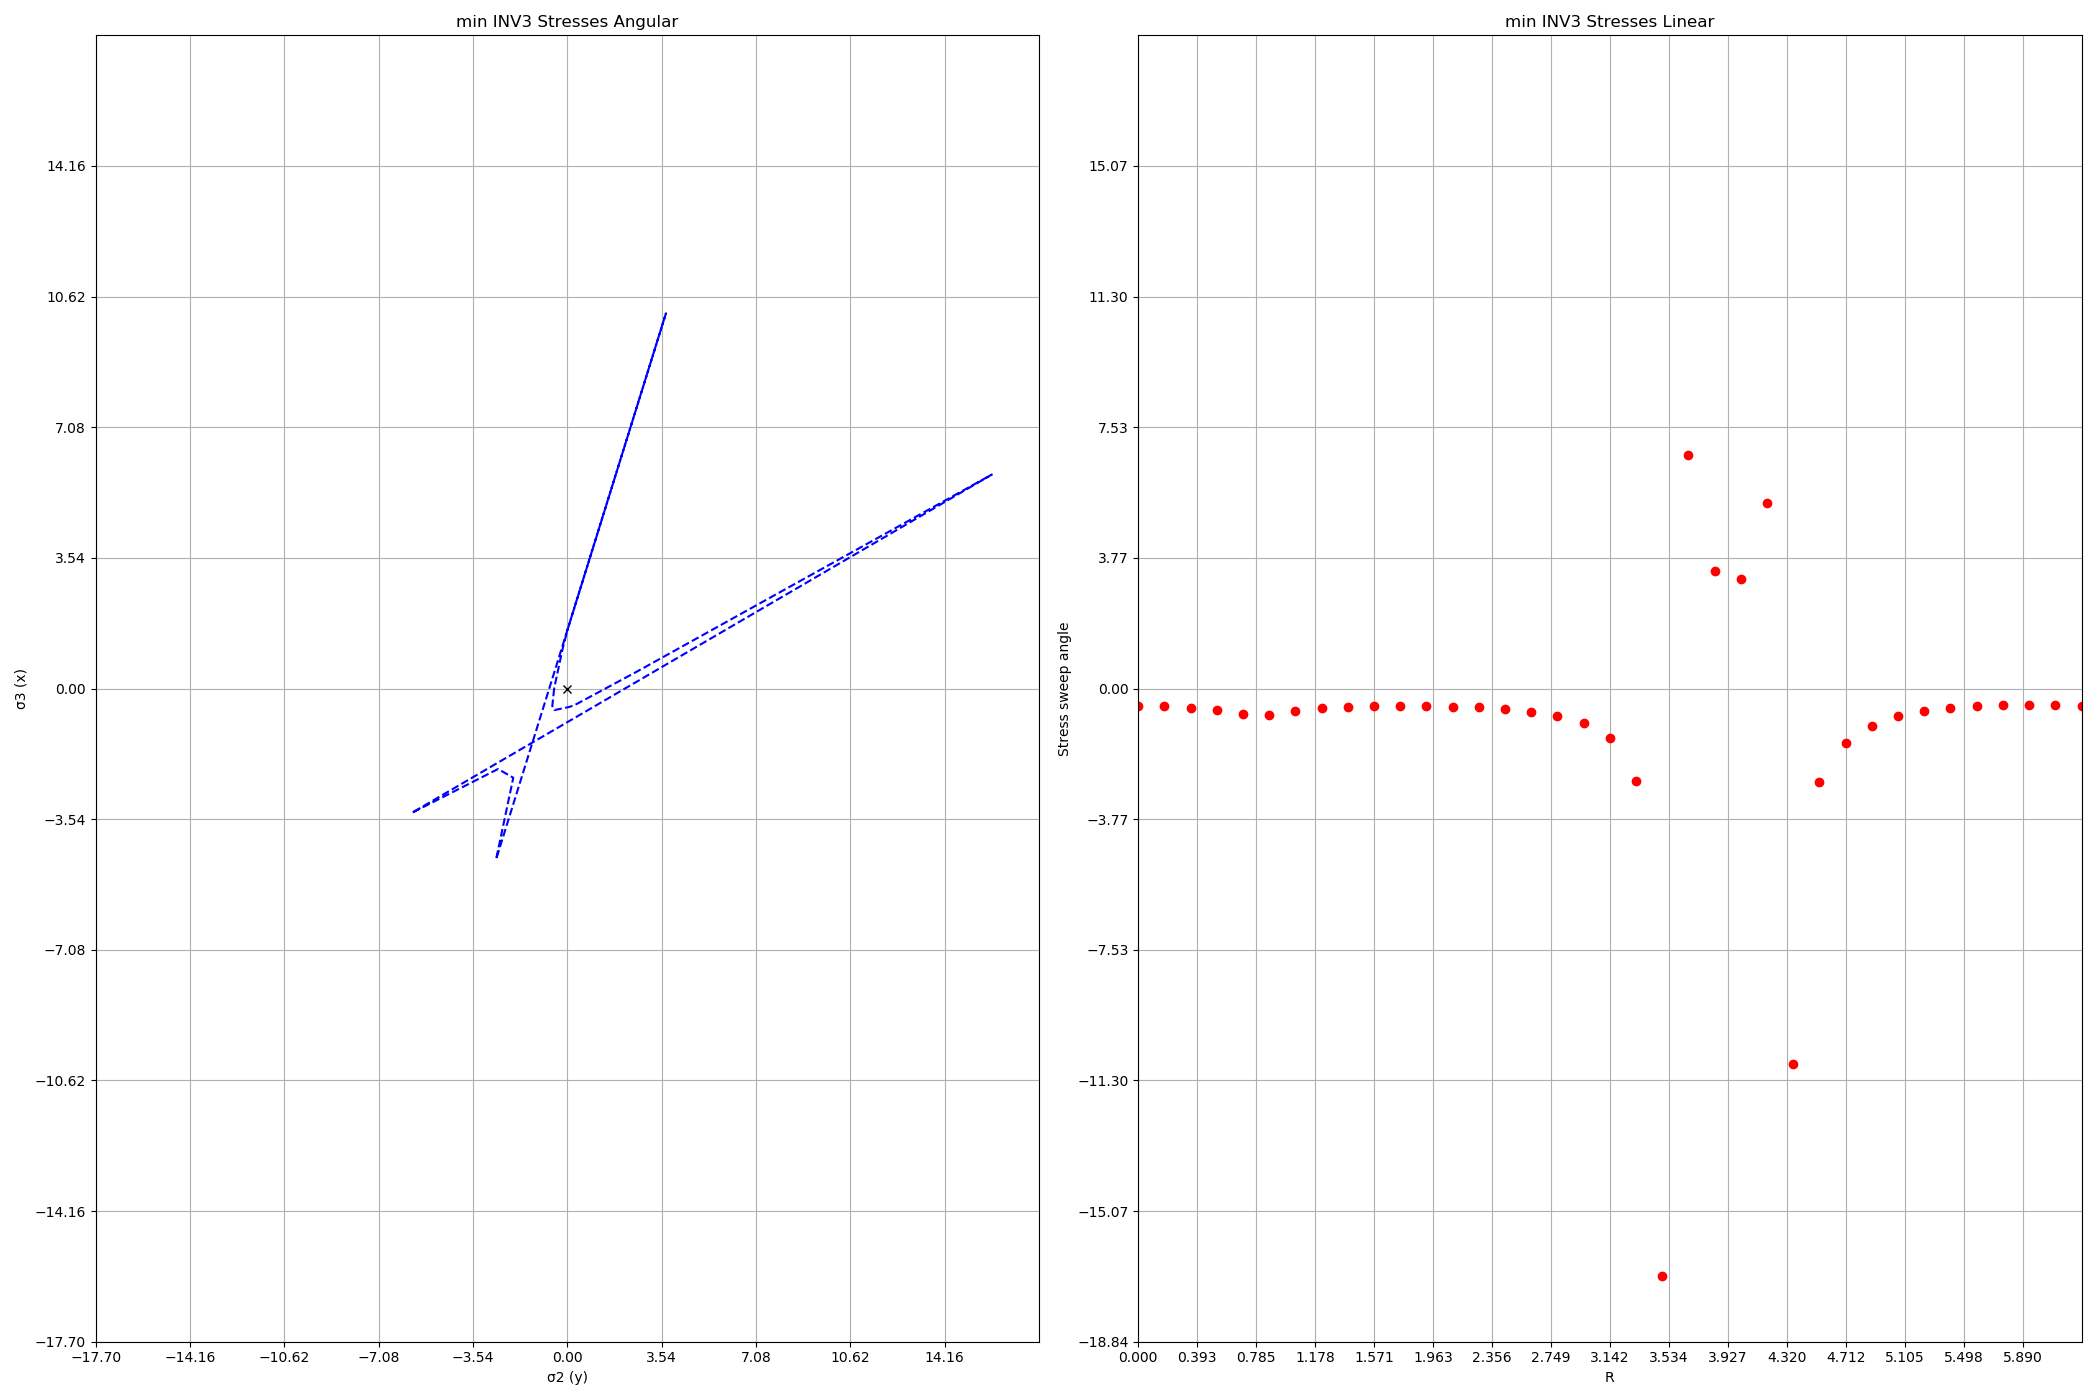 min INV3 Stresses Angular
14.16
10.62
7.08
3.54
0.00
−3.54
−7.08
−10.62
−14.16
−17.70
σ3 (x)
−17.70 −14.16 −10.62 −7.08 −3.54 0.00 3.54 7.08 10.62 14.16
σ2 (y)
min INV3 Stresses Linear
15.07
11.30
7.53
3.77
0.00
−3.77
−7.53
−11.30
−15.07
−18.84
Stress sweep angle
0.000 0.393 0.785 1.178 1.571 1.963 2.356 2.749 3.142 3.534 3.927 4.320 4.712 5.105 5.498 5.890
R